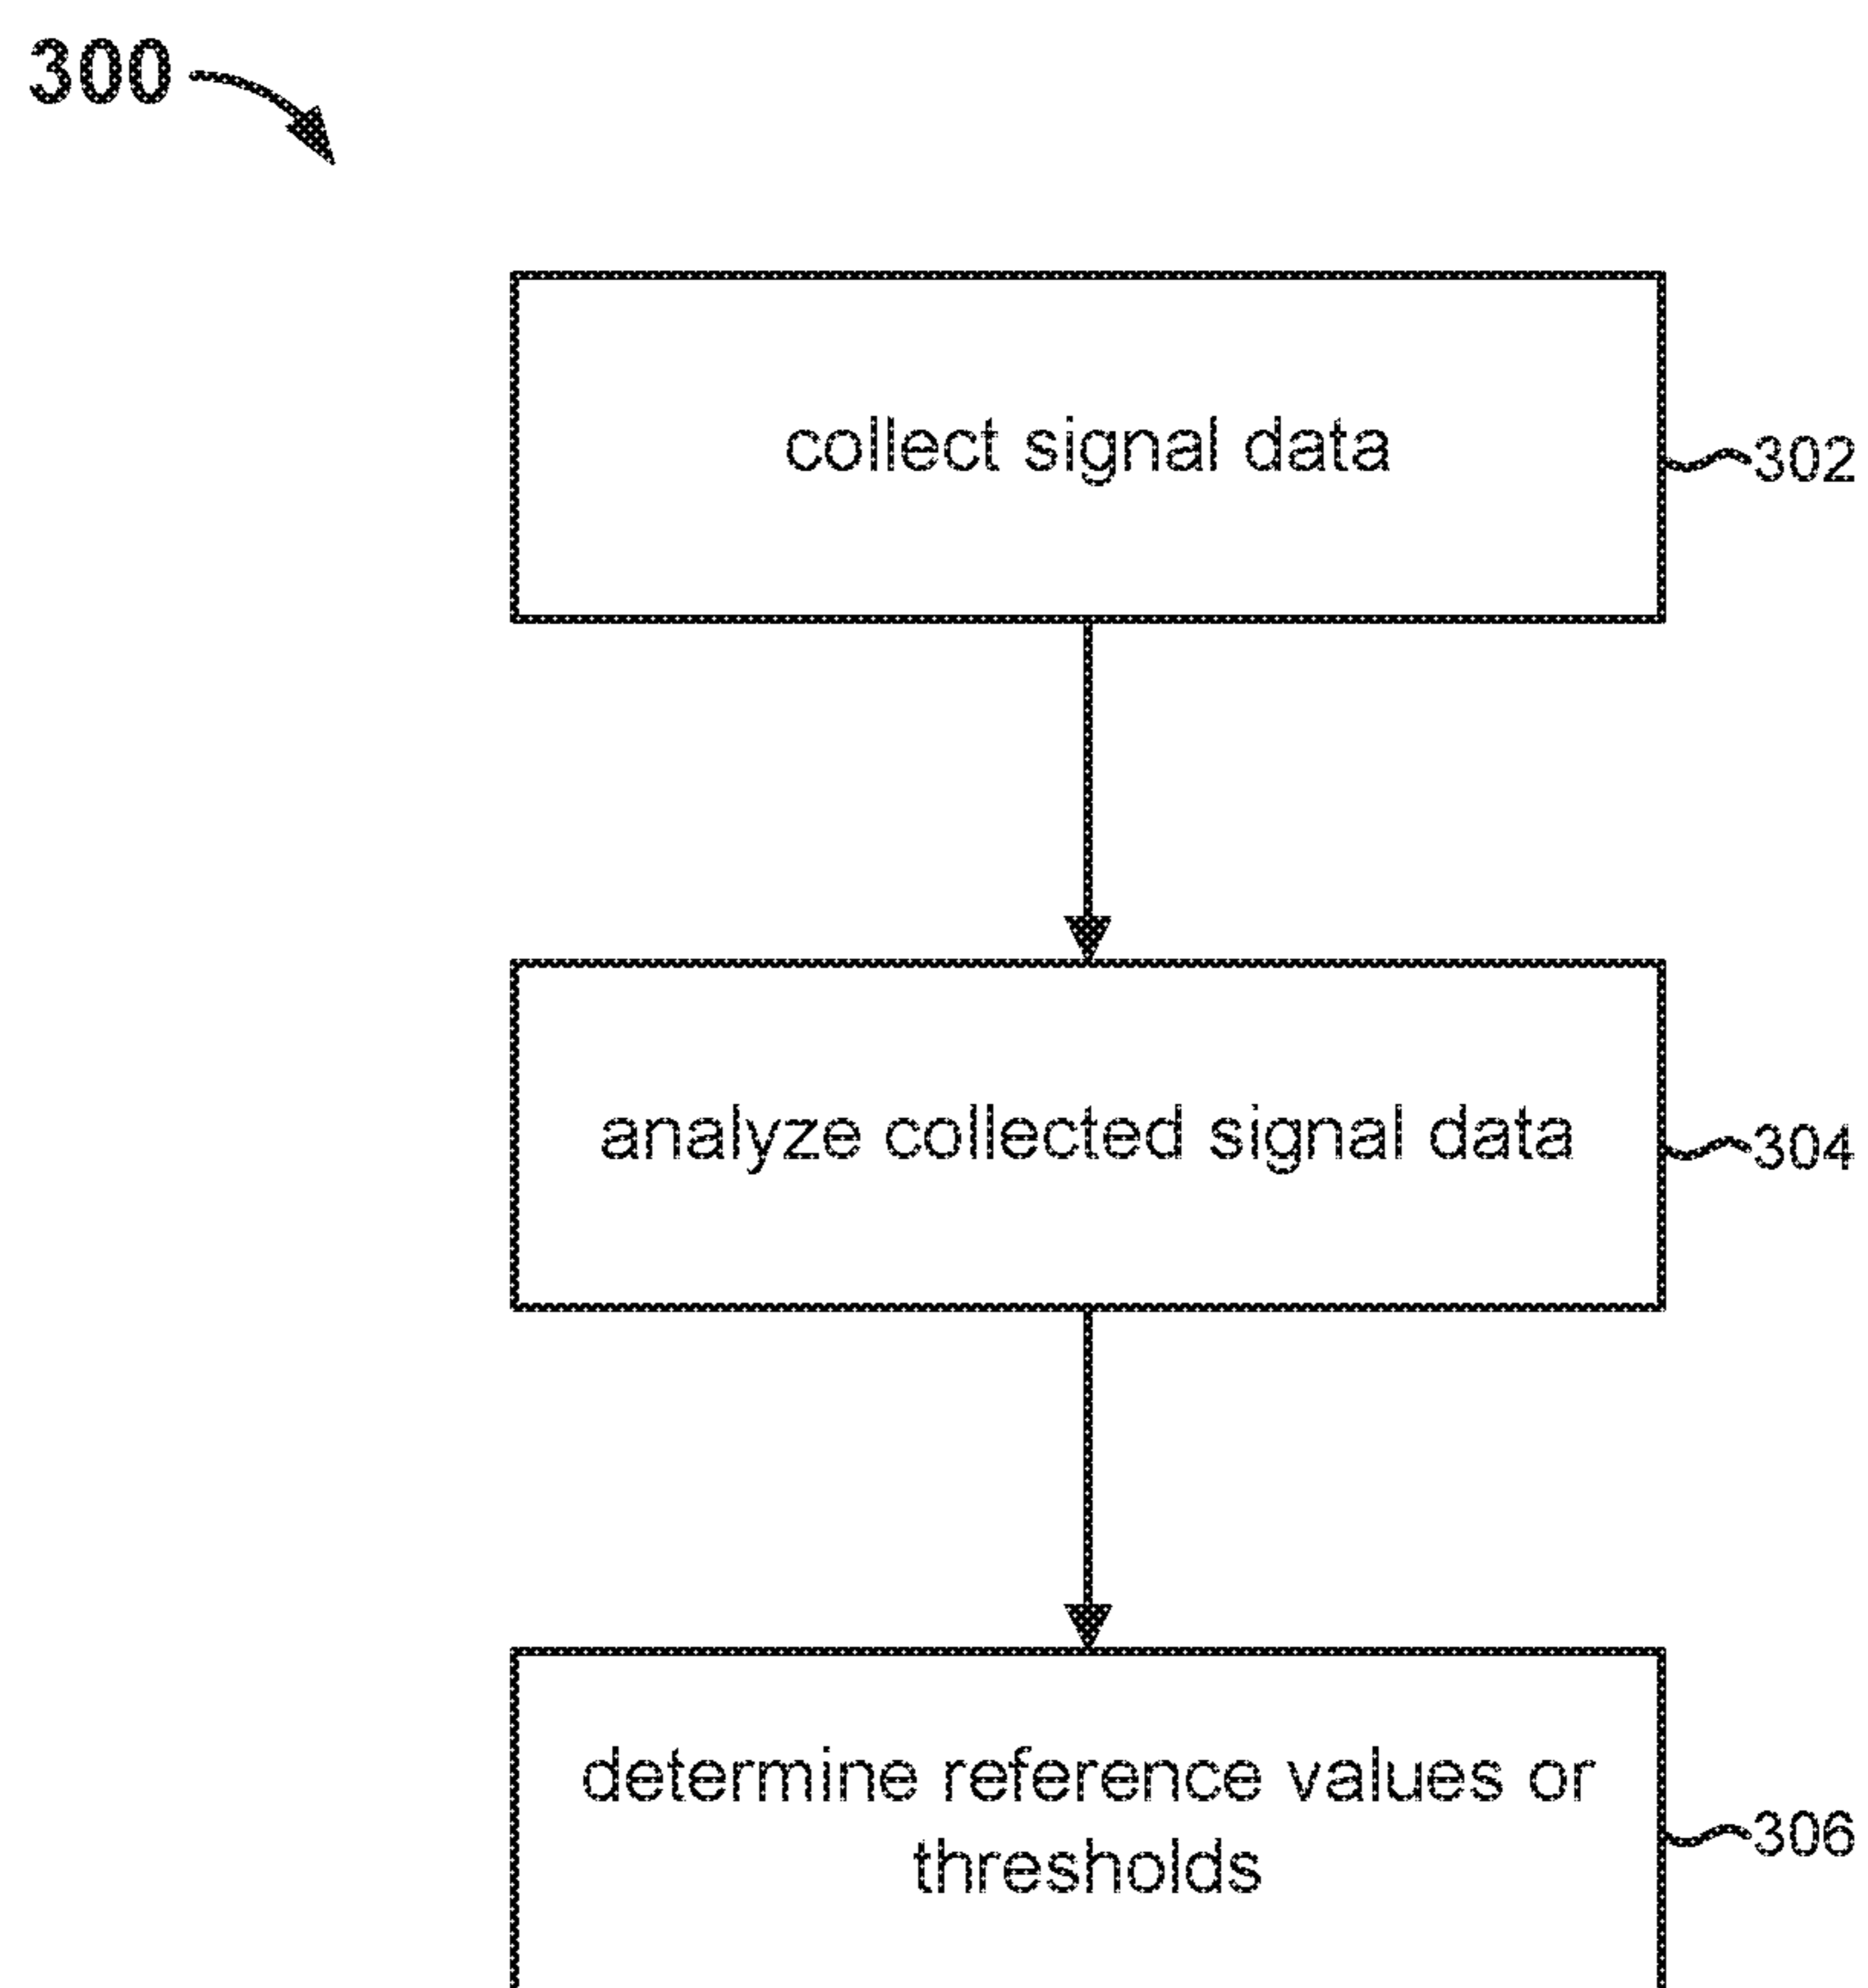 300
collect signal data
302
analyze collected signal data
304
determine reference values or
thresholds
306